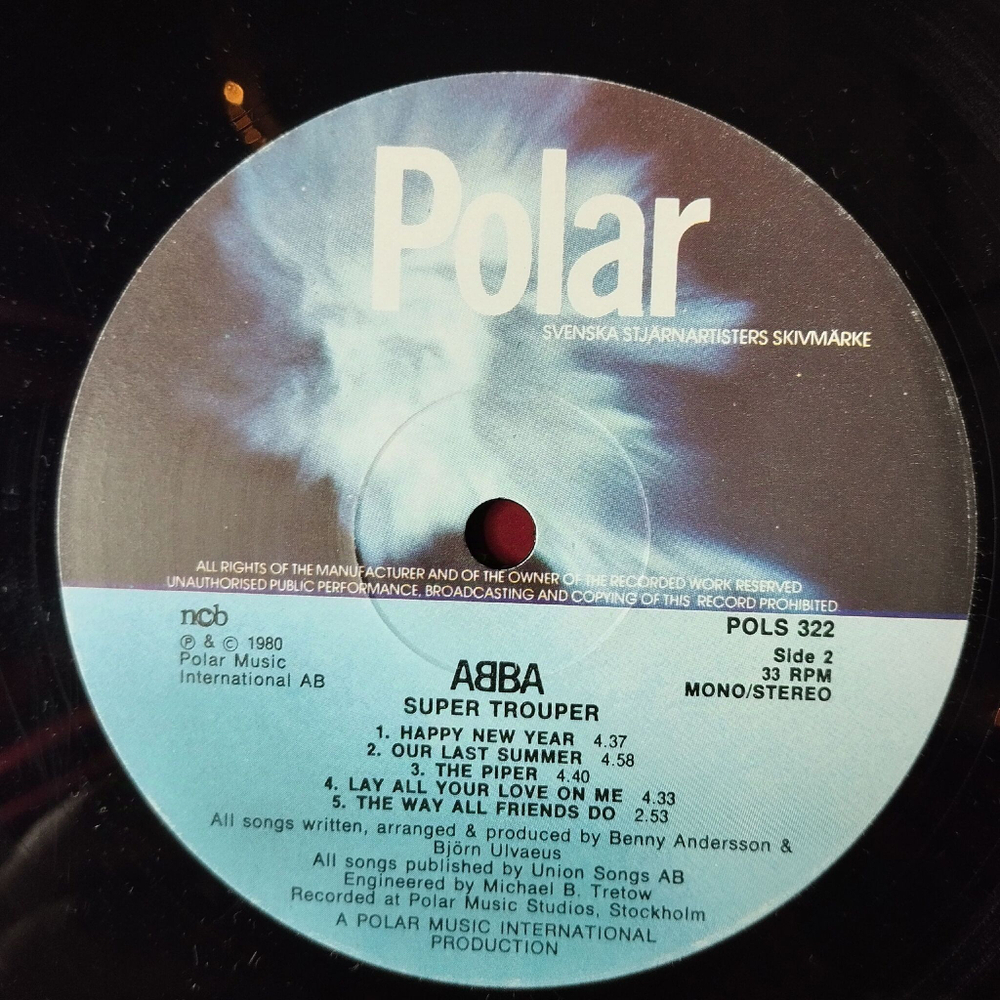 Polar
SVENSKA STJÄRNARTISTERS SKIVMÄRKE
ALL RIGHTS OF THE MANUFACTURER AND OF THE OWNER OF THE RECORDED WORK RESERVED
UNAUTHORISED PUBLIC PERFORMANCE, BROADCASTING AND COPYING OF THIS RECORD PROHIBITED
ncb
℗ & © 1980
Polar Music
International AB
POLS 322
Side 2
33 RPM
MONO/STEREO
AᗺBA
SUPER TROUPER
1. HAPPY NEW YEAR 4.37
2. OUR LAST SUMMER 4.58
3. THE PIPER 4.40
4. LAY ALL YOUR LOVE ON ME 4.33
5. THE WAY ALL FRIENDS DO 2.53
All songs written, arranged & produced by Benny Andersson &
Björn Ulvaeus
All songs published by Union Songs AB
Engineered by Michael B. Tretow
Recorded at Polar Music Studios, Stockholm
A POLAR MUSIC INTERNATIONAL
PRODUCTION